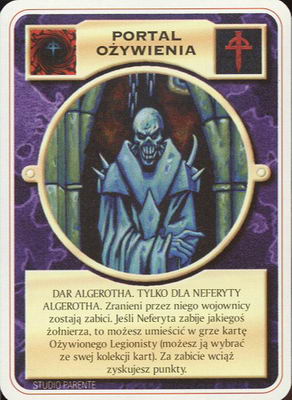 PORTAL
OŻYWIENIA
DAR ALGEROTHA. TYLKO DLA NEFERYTY
ALGEROTHA. Zranieni przez niego wojownicy
zostają zabici. Jeśli Neferyta zabije jakiegoś
żołnierza, to możesz umieścić w grze kartę
Ożywionego Legionisty (możesz ją wybrać
ze swej kolekcji kart). Za zabicie wciąż
zyskujesz punkty.
STUDIO PARENTE